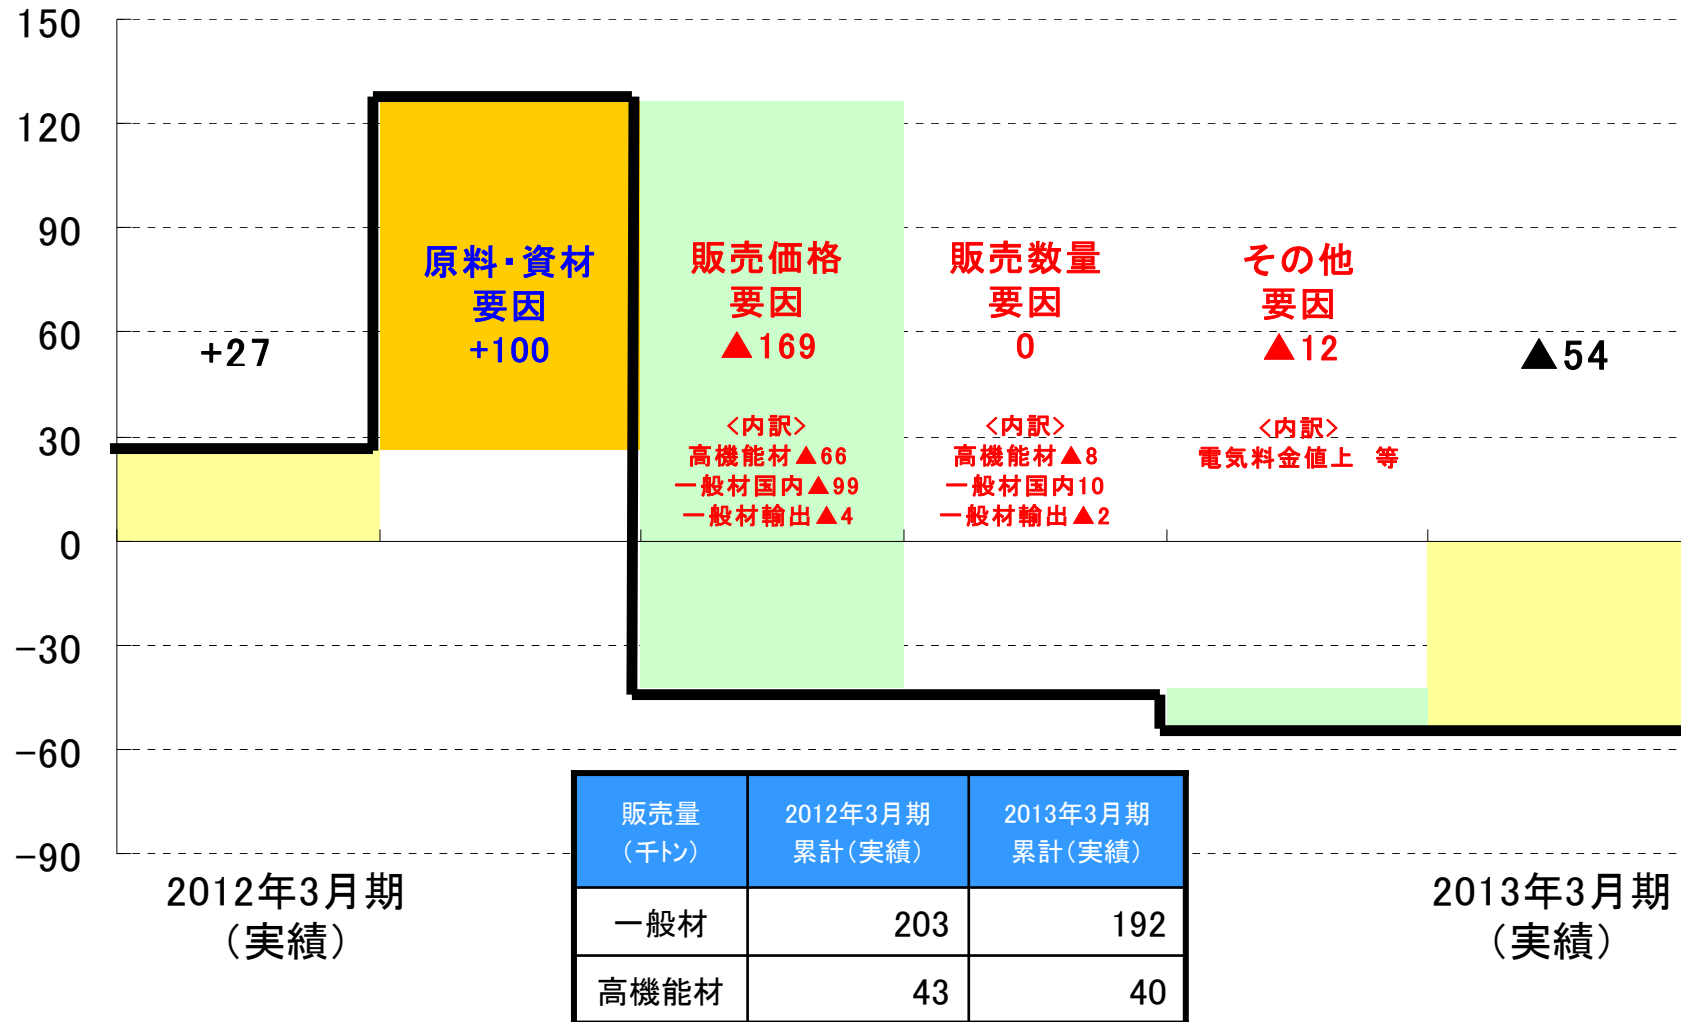 150
120
90
60
30
0
-30
-60
-90
+27
原料・資材
要因
+100
販売価格
要因
▲169
<内訳>
高機能材▲66
一般材国内▲99
一般材輸出▲4
販売数量
要因
0
<内訳>
高機能材▲8
一般材国内10
一般材輸出▲2
その他
要因
▲12
<内訳>
電気料金値上　等
▲54
2012年3月期
(実績)
2013年3月期
(実績)
販売量
(千トン)
2012年3月期
累計(実績)
2013年3月期
累計(実績)
一般材 203 192
高機能材 43 40